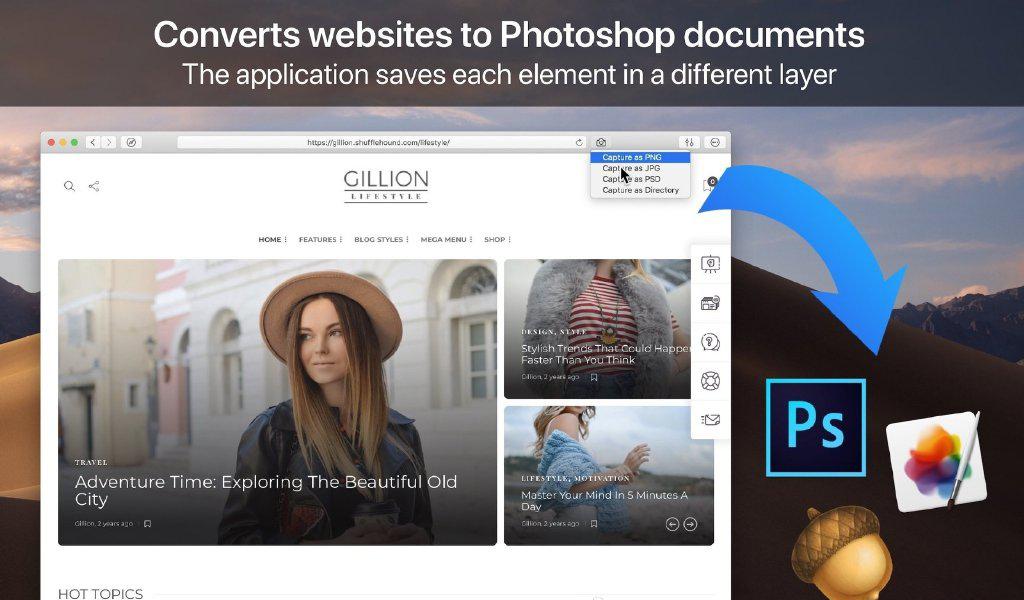 Converts websites to Photoshop documents
The application saves each element in a different layer
https://gillion.shufflehound.com/lifestyle/
Capture as PNG
Capture as JPG
Capture as PSD
Capture as Directory
GILLION
LIFESTYLE
0
HOME
FEATURES
BLOG STYLES
MEGA MENU
SHOP
DESIGN, STYLE
Stylish Trends That Could Happen
Faster Than You Think
Gillion, 2 years ago
TRAVEL
Adventure Time: Exploring The Beautiful Old
City
Gillion, 2 years ago
LIFESTYLE, MOTIVATION
Master Your Mind In 5 Minutes A
Day
Gillion, 2 years ago
Ps
HOT TOPICS